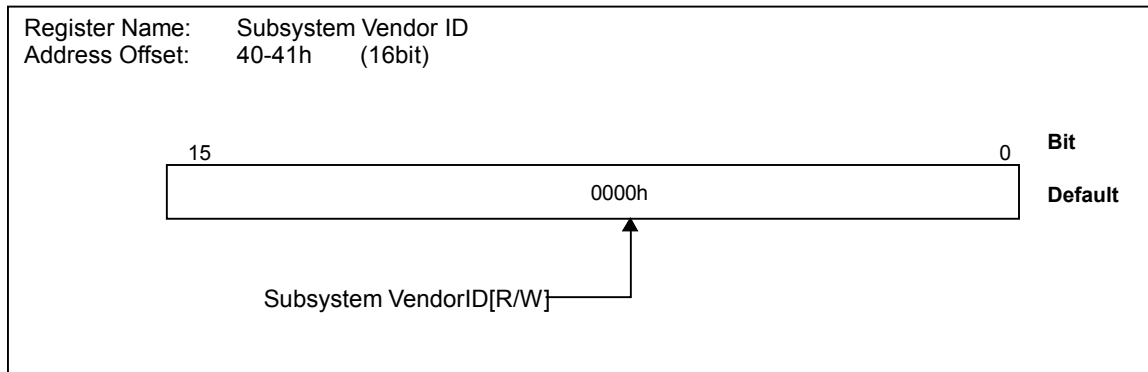 Register Name: Subsystem Vendor ID
Address Offset: 40-41h (16bit)
15 0 Bit
0000h Default
Subsystem VendorID[R/W]